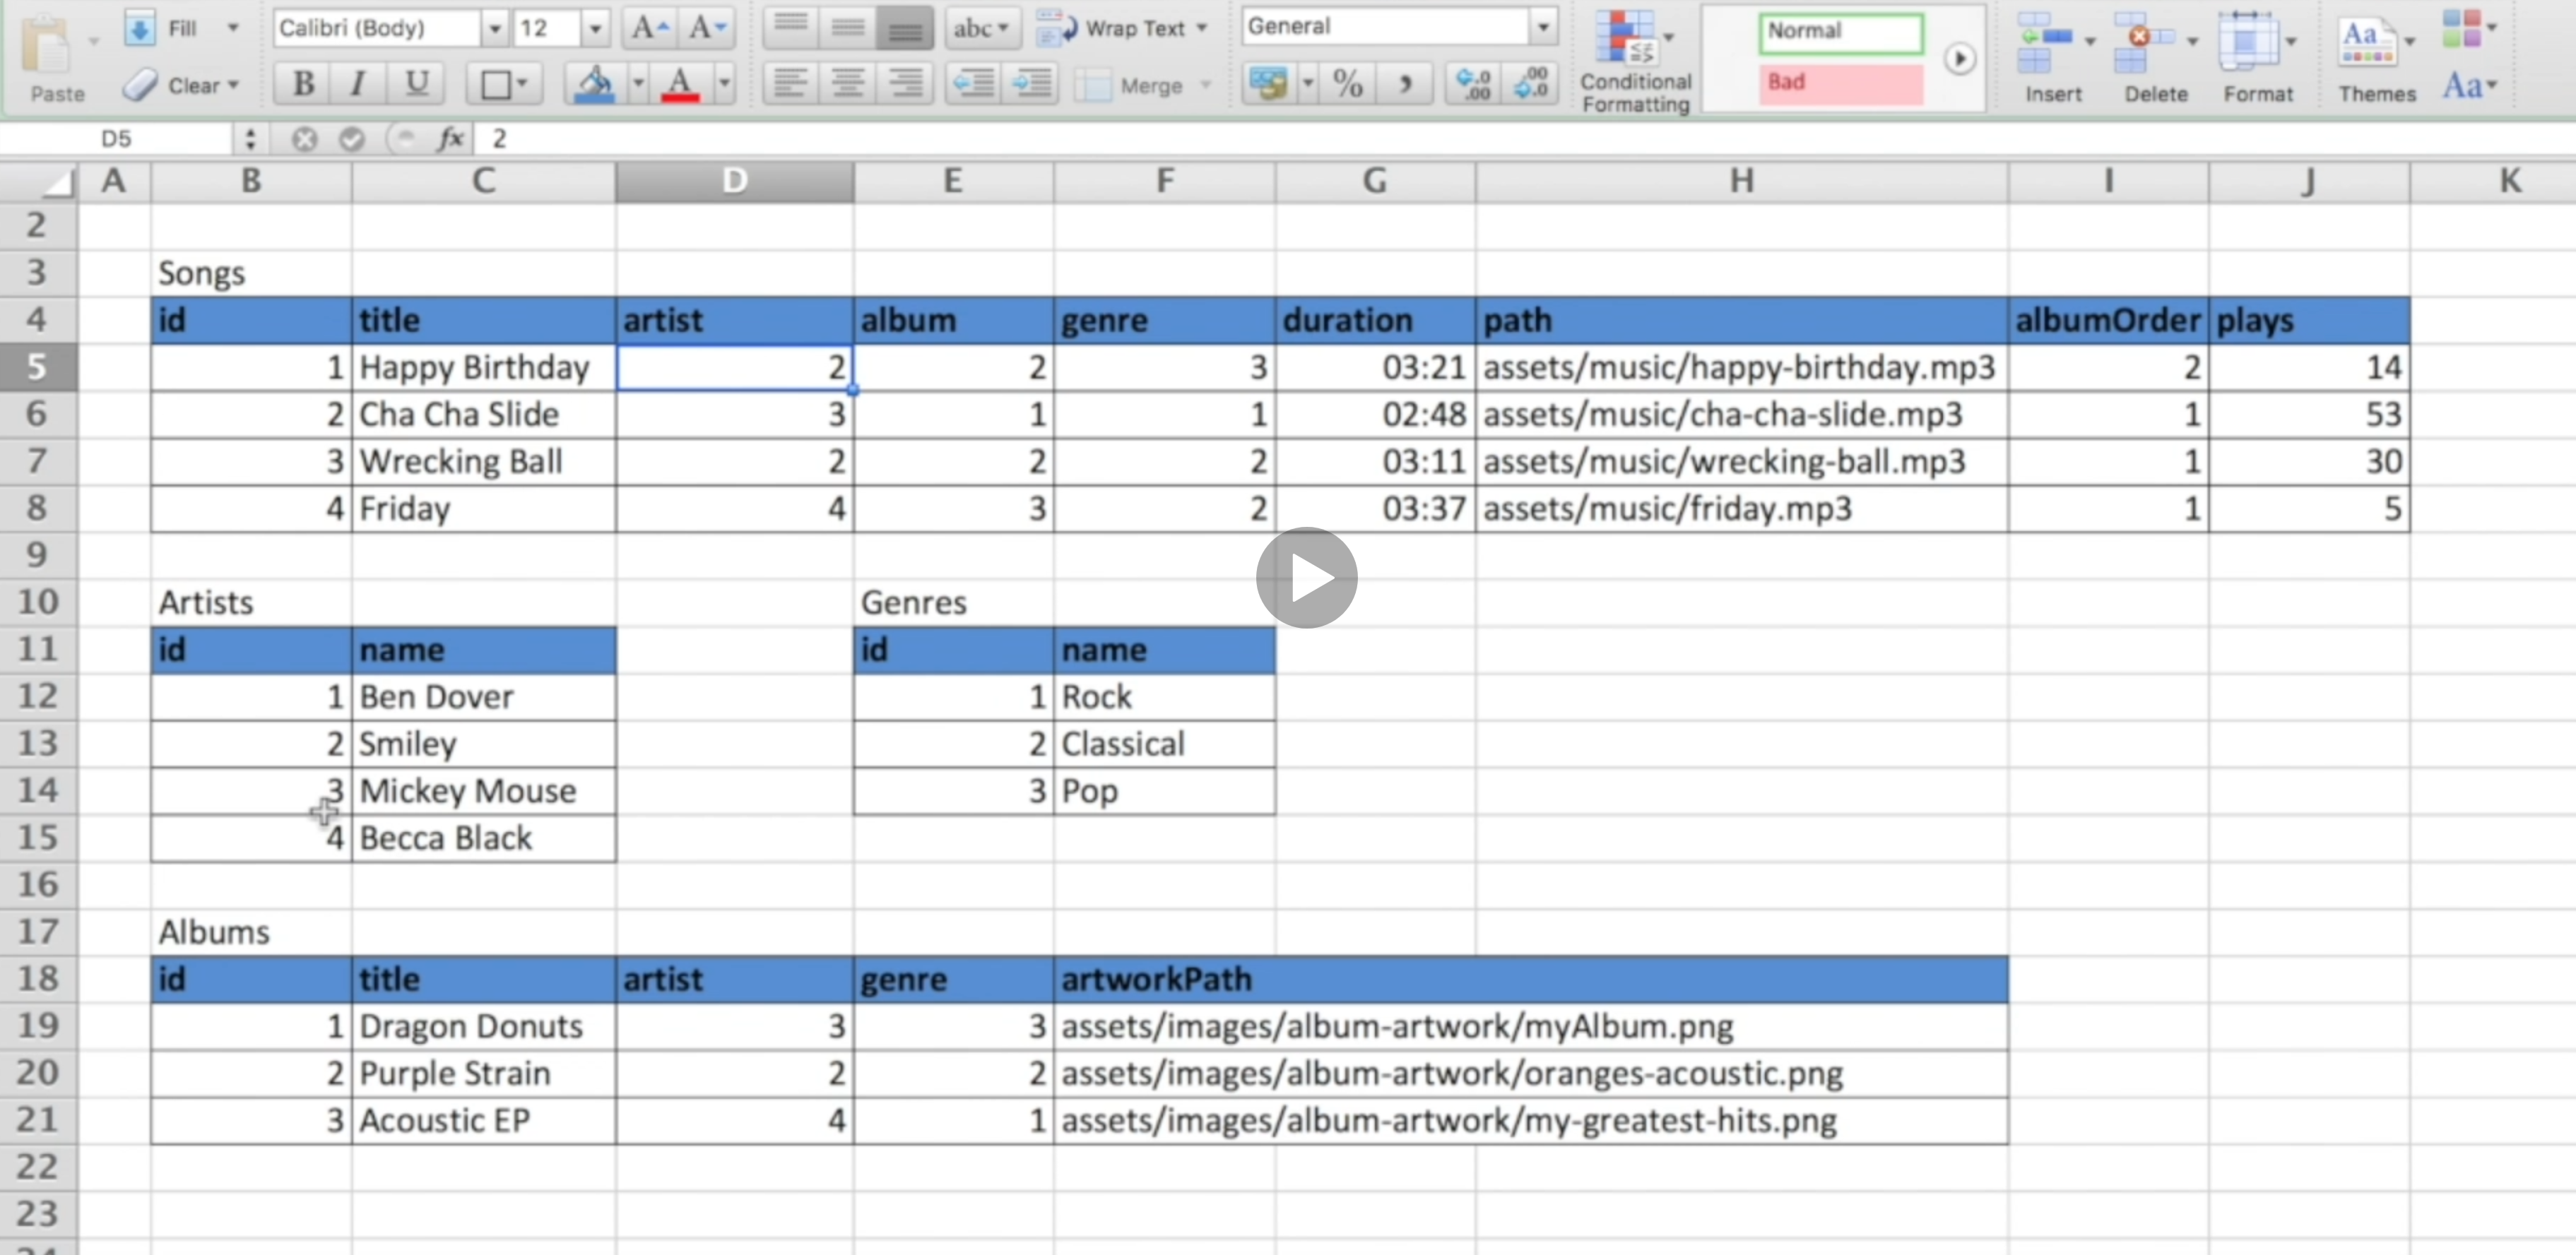 Fill Calibri (Body) 12 A A abc Wrap Text General Normal
Paste Clear B I U A Merge % , .0 .00 .00 .0 Conditional Formatting Bad Insert Delete Format Themes Aa Aa
D5 fx 2
A B C D E F G H I J K
2
3 Songs
4 id title artist album genre duration path albumOrder plays
5 1 Happy Birthday 2 2 3 03:21 assets/music/happy-birthday.mp3 2 14
6 2 Cha Cha Slide 3 1 1 02:48 assets/music/cha-cha-slide.mp3 1 53
7 3 Wrecking Ball 2 2 2 03:11 assets/music/wrecking-ball.mp3 1 30
8 4 Friday 4 3 2 03:37 assets/music/friday.mp3 1 5
9
10 Artists Genres
11 id name id name
12 1 Ben Dover 1 Rock
13 2 Smiley 2 Classical
14 3 Mickey Mouse 3 Pop
15 4 Becca Black
16
17 Albums
18 id title artist genre artworkPath
19 1 Dragon Donuts 3 3 assets/images/album-artwork/myAlbum.png
20 2 Purple Strain 2 2 assets/images/album-artwork/oranges-acoustic.png
21 3 Acoustic EP 4 1 assets/images/album-artwork/my-greatest-hits.png
22
23